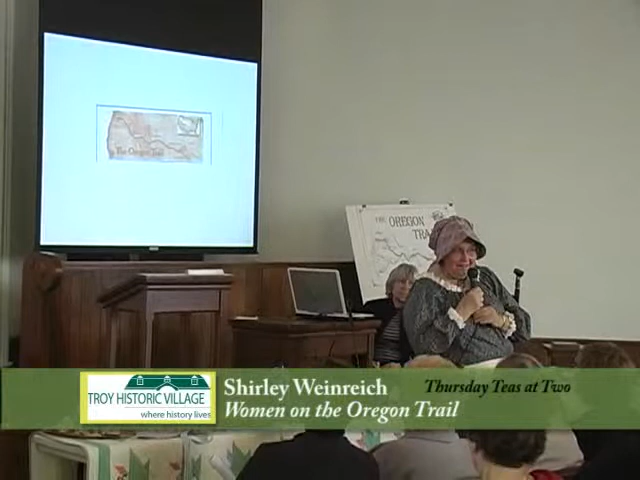 The Oregon Trail
THE OREGON
TRAIL
TROY HISTORIC VILLAGE
where history lives
Shirley Weinreich
Women on the Oregon Trail
Thursday Teas at Two